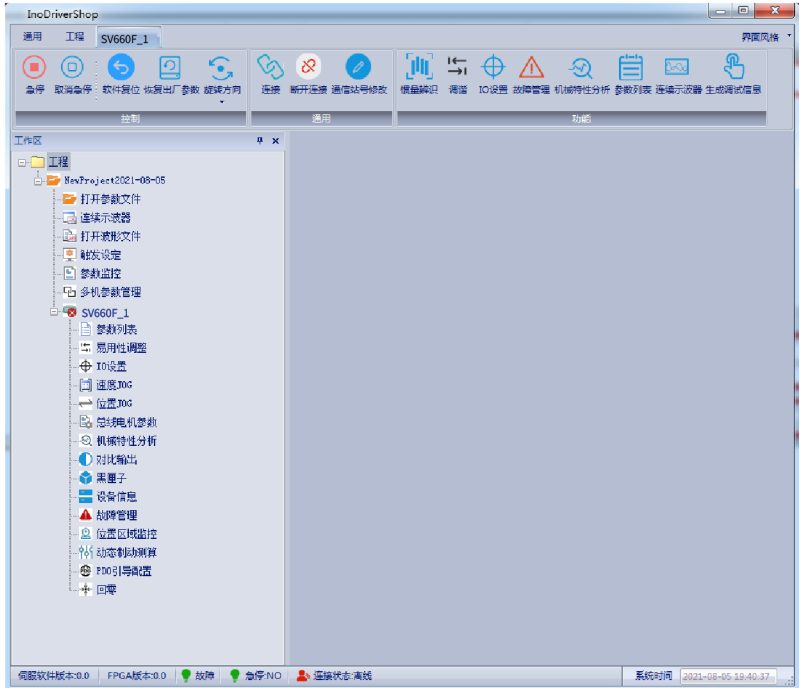 InoDriverShop
通用 工程 SV660F_1 界面风格
急停 取消急停 软件复位 恢复出厂参数 旋转方向 连接 断开连接 通信站号修改 惯量辨识 调谐 IO设置 故障管理 机械特性分析 参数列表 连续示波器 生成调试信息
控制 通用 功能
工作区
工程
NewProject2021-08-05
打开参数文件
连续示波器
打开波形文件
触发设定
参数监控
多机参数管理
SV660F_1
参数列表
易用性调整
IO设置
速度JOG
位置JOG
总线电机参数
机械特性分析
对比输出
黑匣子
设备信息
故障管理
位置区域监控
动态制动测算
PDO引导配置
回零
伺服软件版本:0.0 FPGA版本:0.0 故障 急停:NO 连接状态:离线 系统时间 2021-08-05 19:40:37